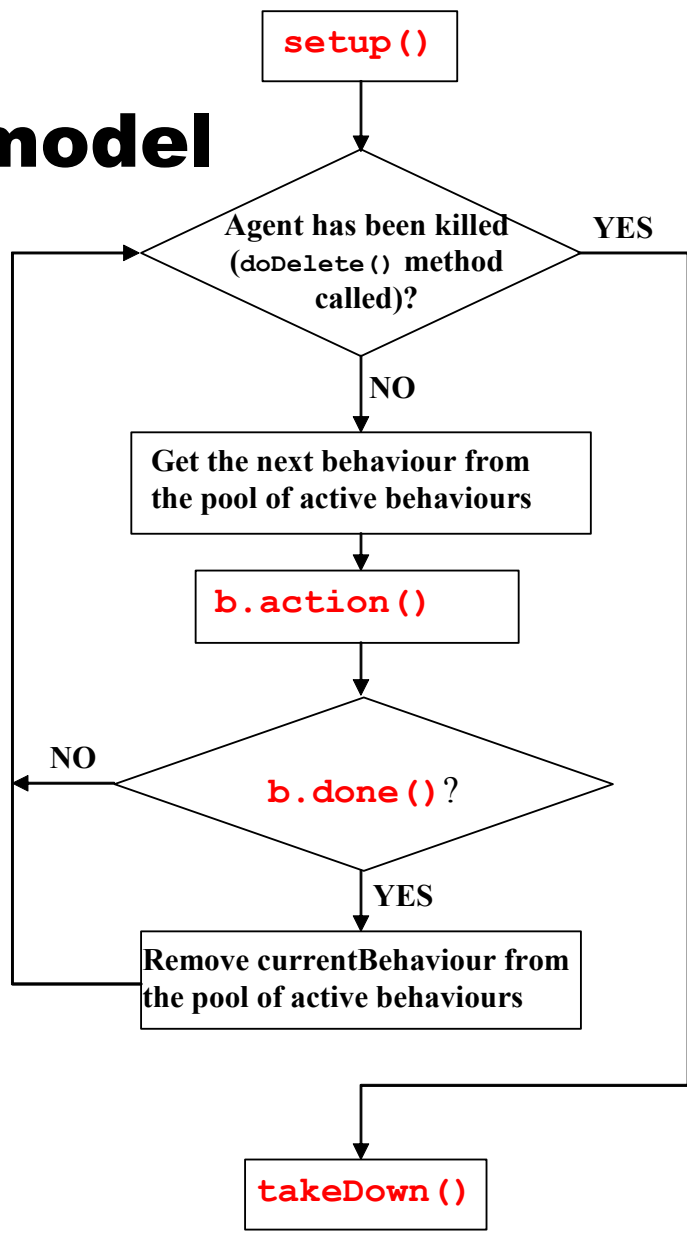 setup()
model
Agent has been killed
(doDelete() method
called)?
YES
NO
Get the next behaviour from
the pool of active behaviours
b.action()
NO
b.done()?
YES
Remove currentBehaviour from
the pool of active behaviours
takeDown()